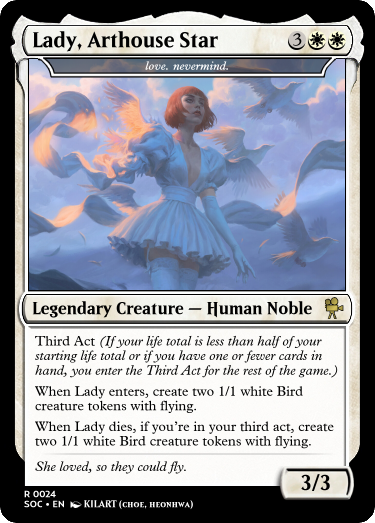 Lady, Arthouse Star 3
love. nevermind.
Legendary Creature — Human Noble
Third Act (If your life total is less than half of your
starting life total or if you have one or fewer cards in
hand, you enter the Third Act for the rest of the game.)
When Lady enters, create two 1/1 white Bird
creature tokens with flying.
When Lady dies, if you're in your third act, create
two 1/1 white Bird creature tokens with flying.
She loved, so they could fly.
3/3
R 0024
SOC • EN KILART (CHOE, HEONHWA)